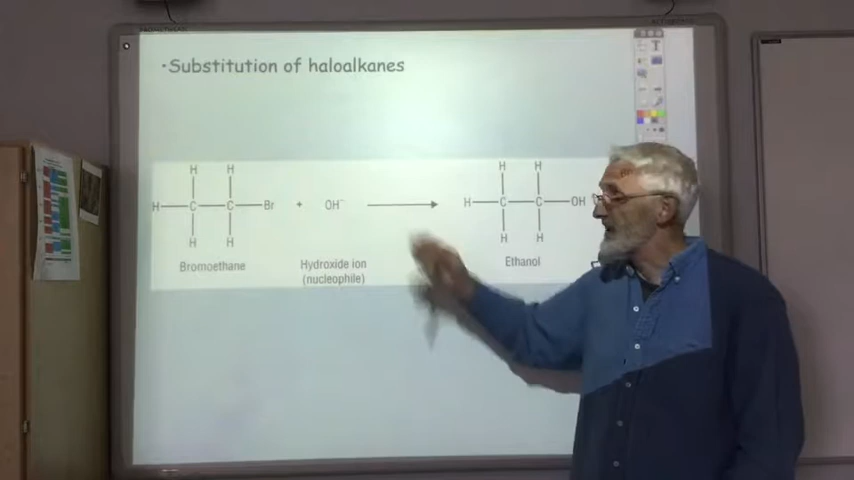 •Substitution of haloalkanes
H H H H
H C C Br + OH⁻ H C C OH
H H H H
Bromoethane Hydroxide ion Ethanol
(nucleophile)